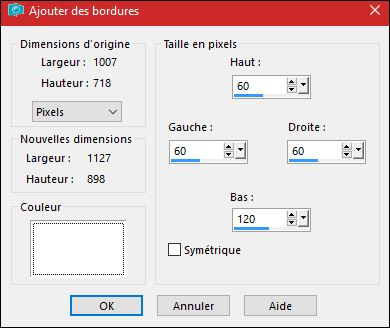 Ajouter des bordures
Dimensions d'origine
Largeur : 1007
Hauteur : 718
Pixels
Nouvelles dimensions
Largeur : 1127
Hauteur : 898
Couleur
Taille en pixels
Haut :
60
Gauche :
Droite :
60
60
Bas :
120
Symétrique
OK
Annuler
Aide